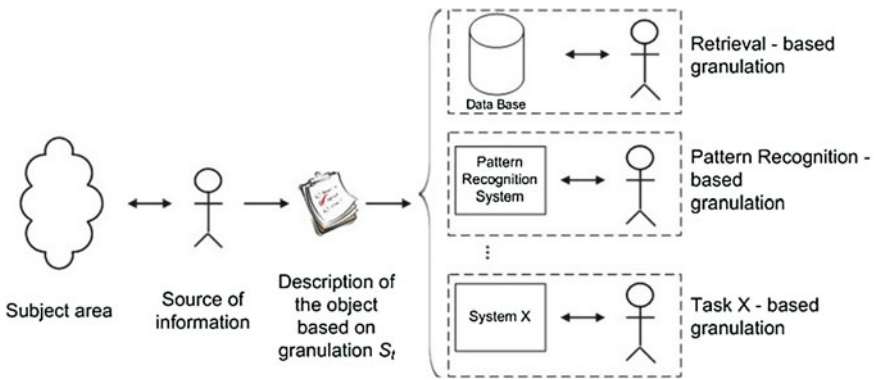 Subject area
Source of
information
Description of
the object
based on
granulation St
Data Base
Retrieval - based
granulation
Pattern
Recognition
System
Pattern Recognition -
based
granulation
...
System X
Task X - based
granulation